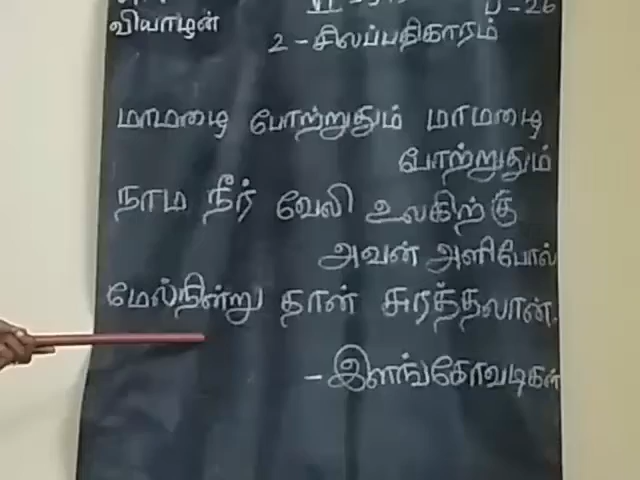 வியாழன்
2 - சிலப்பதிகாரம்
மாமழை போற்றுதும் மாமழை
போற்றுதும்
நாம நீர் வேலி உலகிற்கு
அவன் அளிபோல்
மேல்நின்று தான் சுரத்தலான்.
- இளங்கோவடிகள்